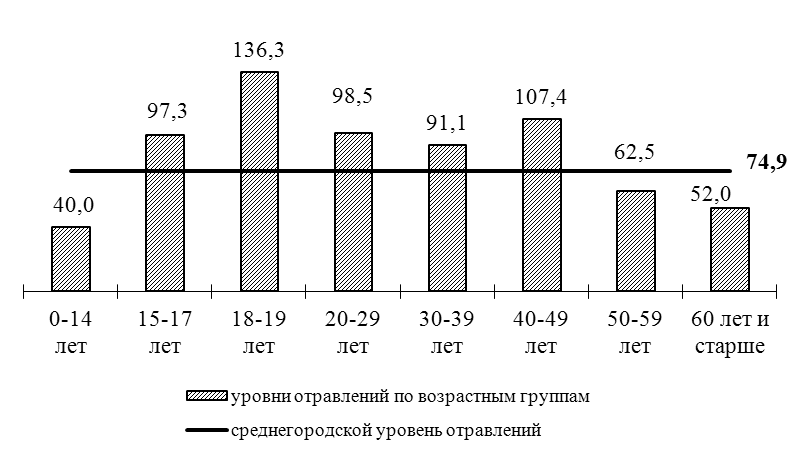 136,3
107,4
97,3
98,5
91,1
62,5
74,9
40,0
52,0
0-14 15-17 18-19 20-29 30-39 40-49 50-59 60 лет и
лет лет лет лет лет лет лет старше
уровни отравлений по возрастным группам
среднегородской уровень отравлений